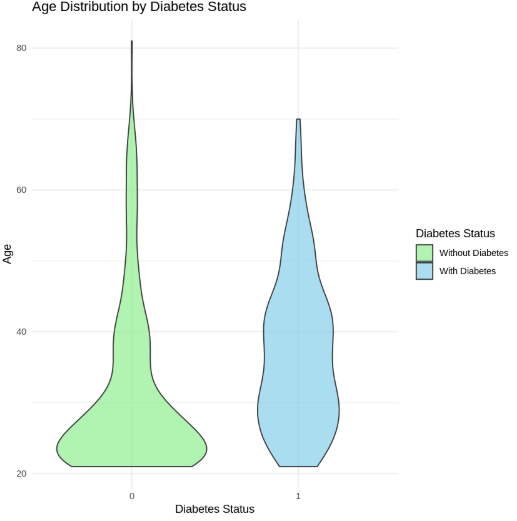 Age Distribution by Diabetes Status
80
60
40
20
Age
0
1
Diabetes Status
Diabetes Status
Without Diabetes
With Diabetes